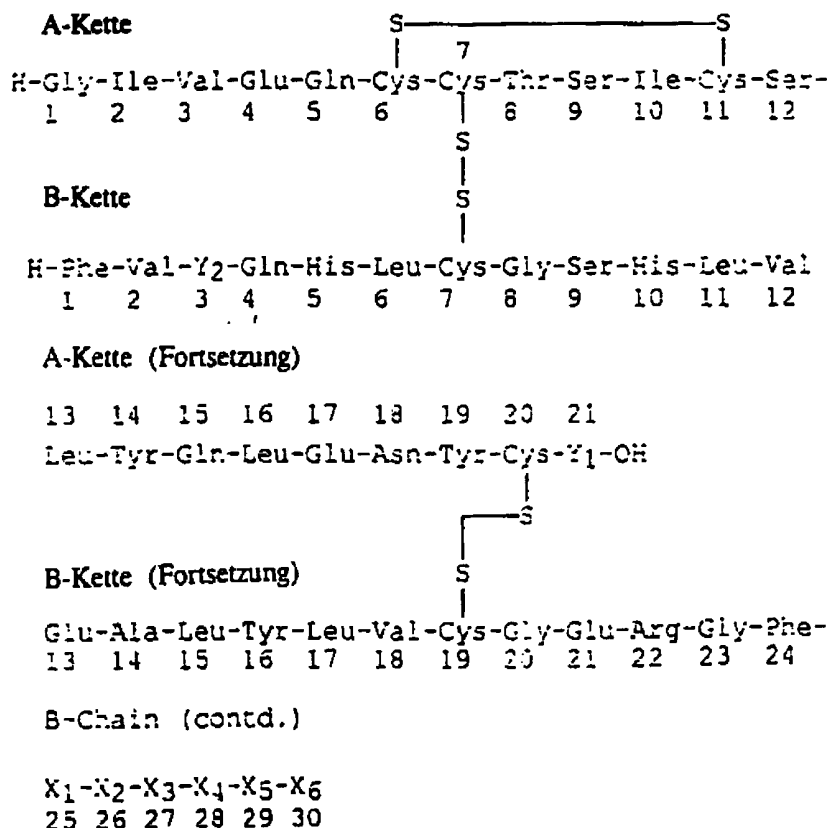 A-Kette
S S
7
H-Gly-Ile-Val-Glu-Gln-Cys-Cys-Thr-Ser-Ile-Cys-Ser-
1 2 3 4 5 6 8 9 10 11 12
S
S
B-Kette
H-Phe-Val-Y2-Gln-His-Leu-Cys-Gly-Ser-His-Leu-Val
1 2 3 4 5 6 7 8 9 10 11 12
A-Kette (Fortsetzung)
13 14 15 16 17 18 19 20 21
Leu-Tyr-Gln-Leu-Glu-Asn-Tyr-Cys-Y1-OH
S
S
B-Kette (Fortsetzung)
Glu-Ala-Leu-Tyr-Leu-Val-Cys-Gly-Glu-Arg-Gly-Phe-
13 14 15 16 17 18 19 20 21 22 23 24
B-Chain (contd.)
X1-X2-X3-X4-X5-X6
25 26 27 28 29 30